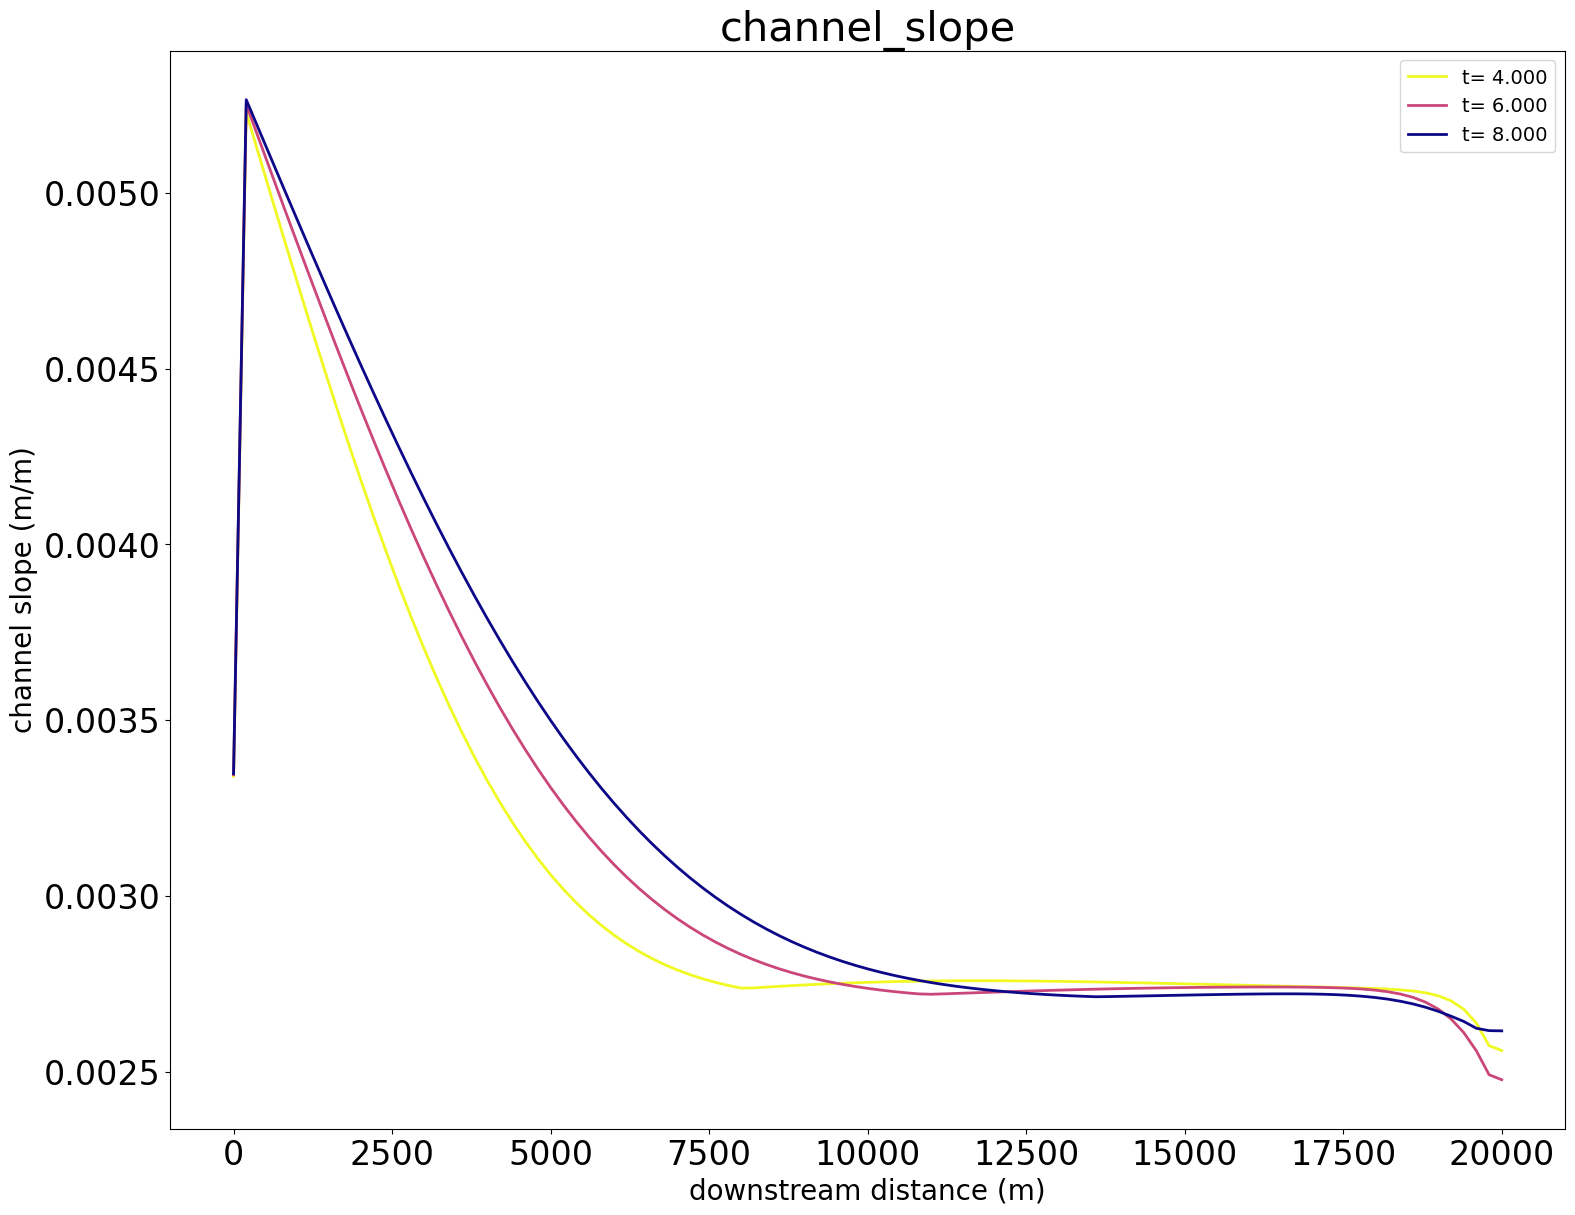 channel_slope
t= 4.000
t= 6.000
t= 8.000
channel slope (m/m)
0.0050
0.0045
0.0040
0.0035
0.0030
0.0025
0 2500 5000 7500 10000 12500 15000 17500 20000
downstream distance (m)